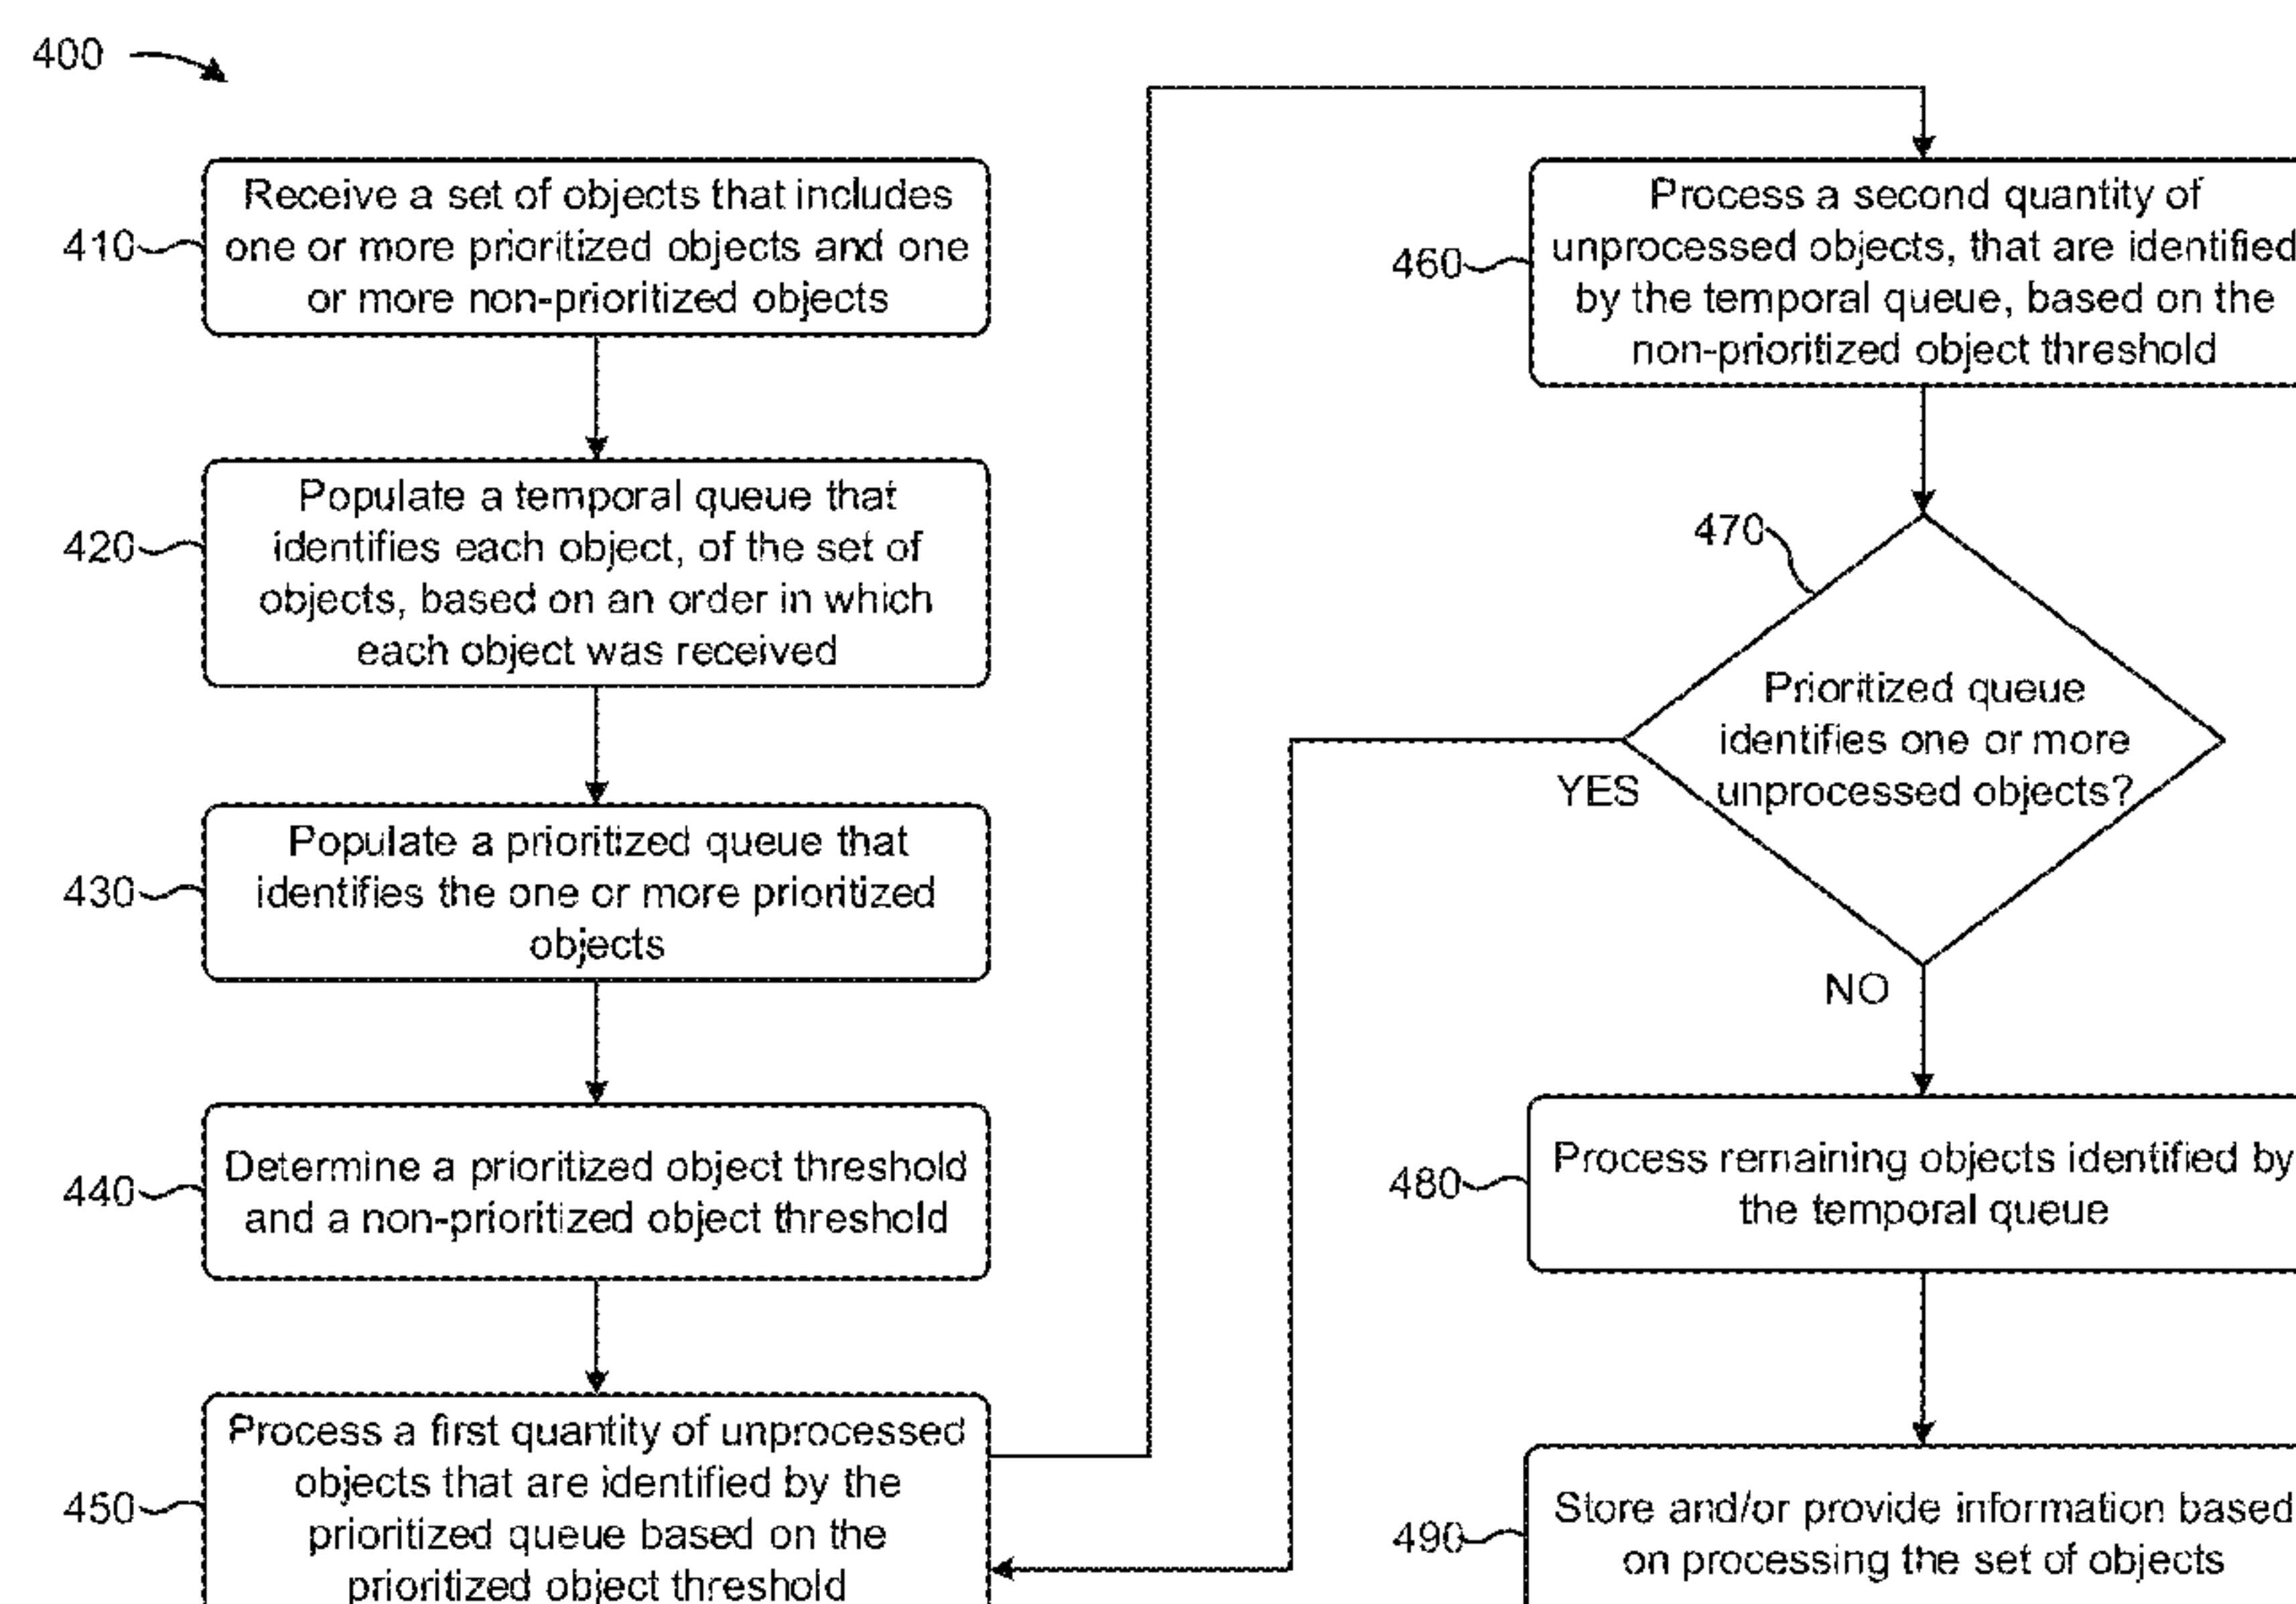 400
410
Receive a set of objects that includes
one or more prioritized objects and one
or more non-prioritized objects
420
Populate a temporal queue that
identifies each object, of the set of
objects, based on an order in which
each object was received
430
Populate a prioritized queue that
identifies the one or more prioritized
objects
440
Determine a prioritized object threshold
and a non-prioritized object threshold
450
Process a first quantity of unprocessed
objects that are identified by the
prioritized queue based on the
prioritized object threshold
460
Process a second quantity of
unprocessed objects, that are identified
by the temporal queue, based on the
non-prioritized object threshold
470
Prioritized queue
identifies one or more
unprocessed objects?
YES
NO
480
Process remaining objects identified by
the temporal queue
490
Store and/or provide information based
on processing the set of objects